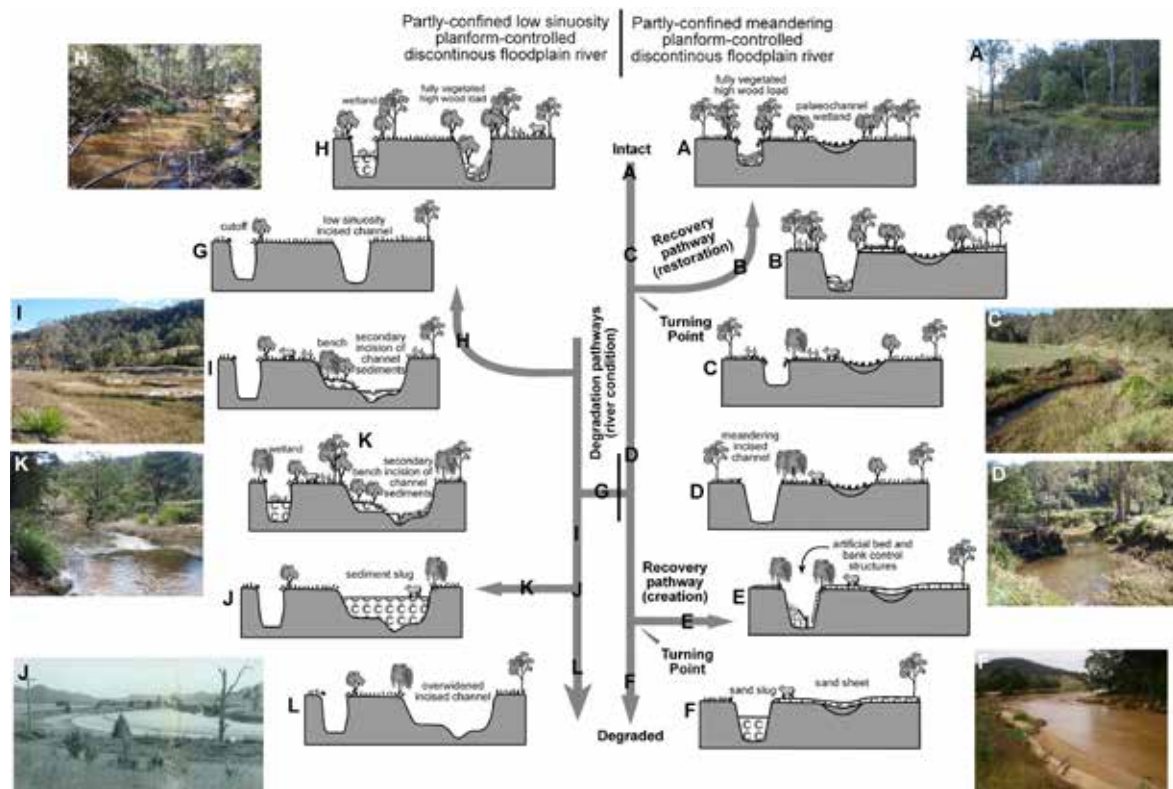 Partly-confined low sinuosity
planform-controlled
discontinous floodplain river
Partly-confined meandering
planform-controlled
discontinous floodplain river
H
wetland
fully vegetated
high wood load
H
C
Intact
A
fully vegetated
high wood load
palaeochannel
wetland
A
A
cutoff
low sinuosity
incised channel
G
C
Recovery
pathway
(restoration)
B
B
Turning
Point
I
bench
secondary
incision of
channel
sediments
I
H
Degradation pathways
(river condition)
C
C
K
wetland
K
bench
secondary
incision of
channel
sediments
C C
C
D
G
meandering
incised
channel
D
D
I
sediment slug
J
C C C C C
C C C C
C C
K
J
Recovery
pathway
(creation)
E
artificial bed and
bank control
structures
E
Turning
Point
J
overwidened
incised channel
L
L
F
Degraded
sand slug
sand sheet
F
C C
C C
F